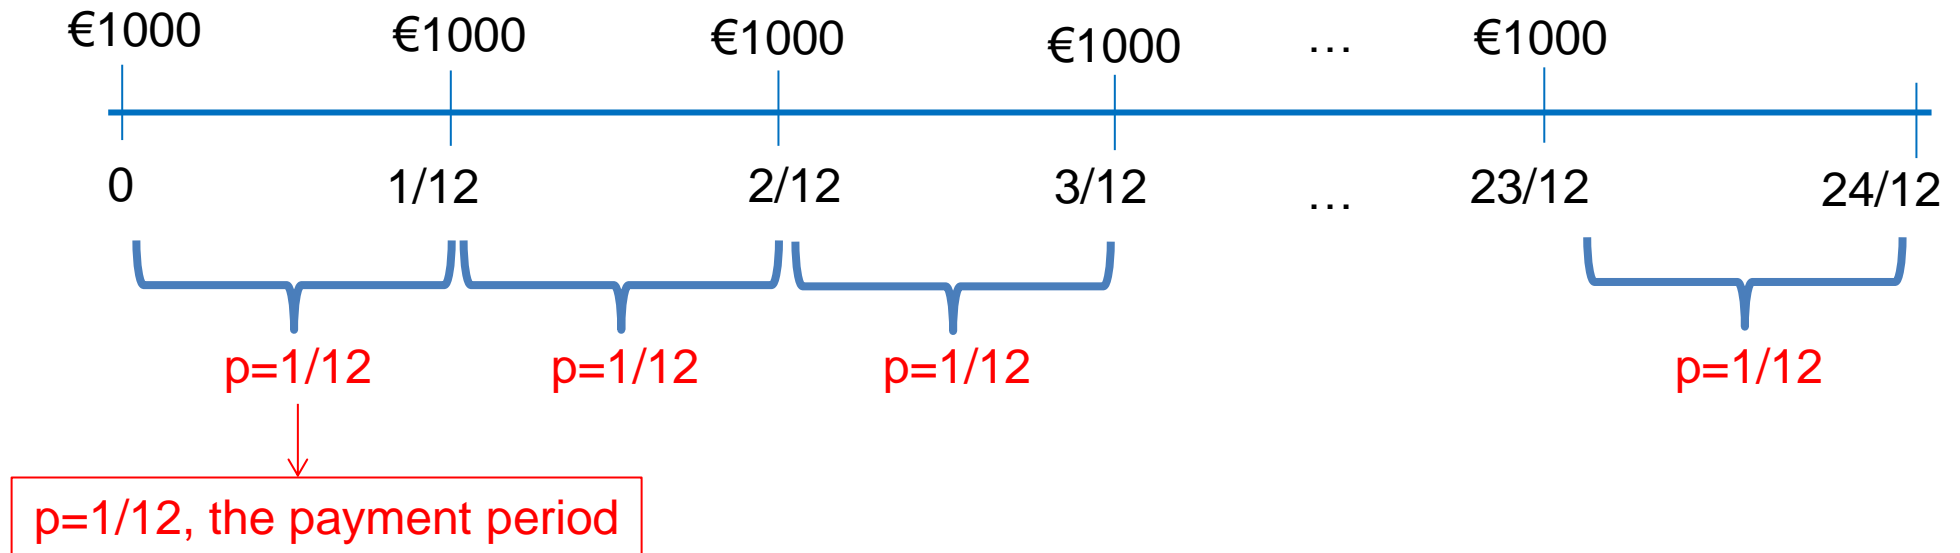 €1000 €1000 €1000 €1000 … €1000
0 1/12 2/12 3/12 … 23/12 24/12
p=1/12 p=1/12 p=1/12 p=1/12
p=1/12, the payment period